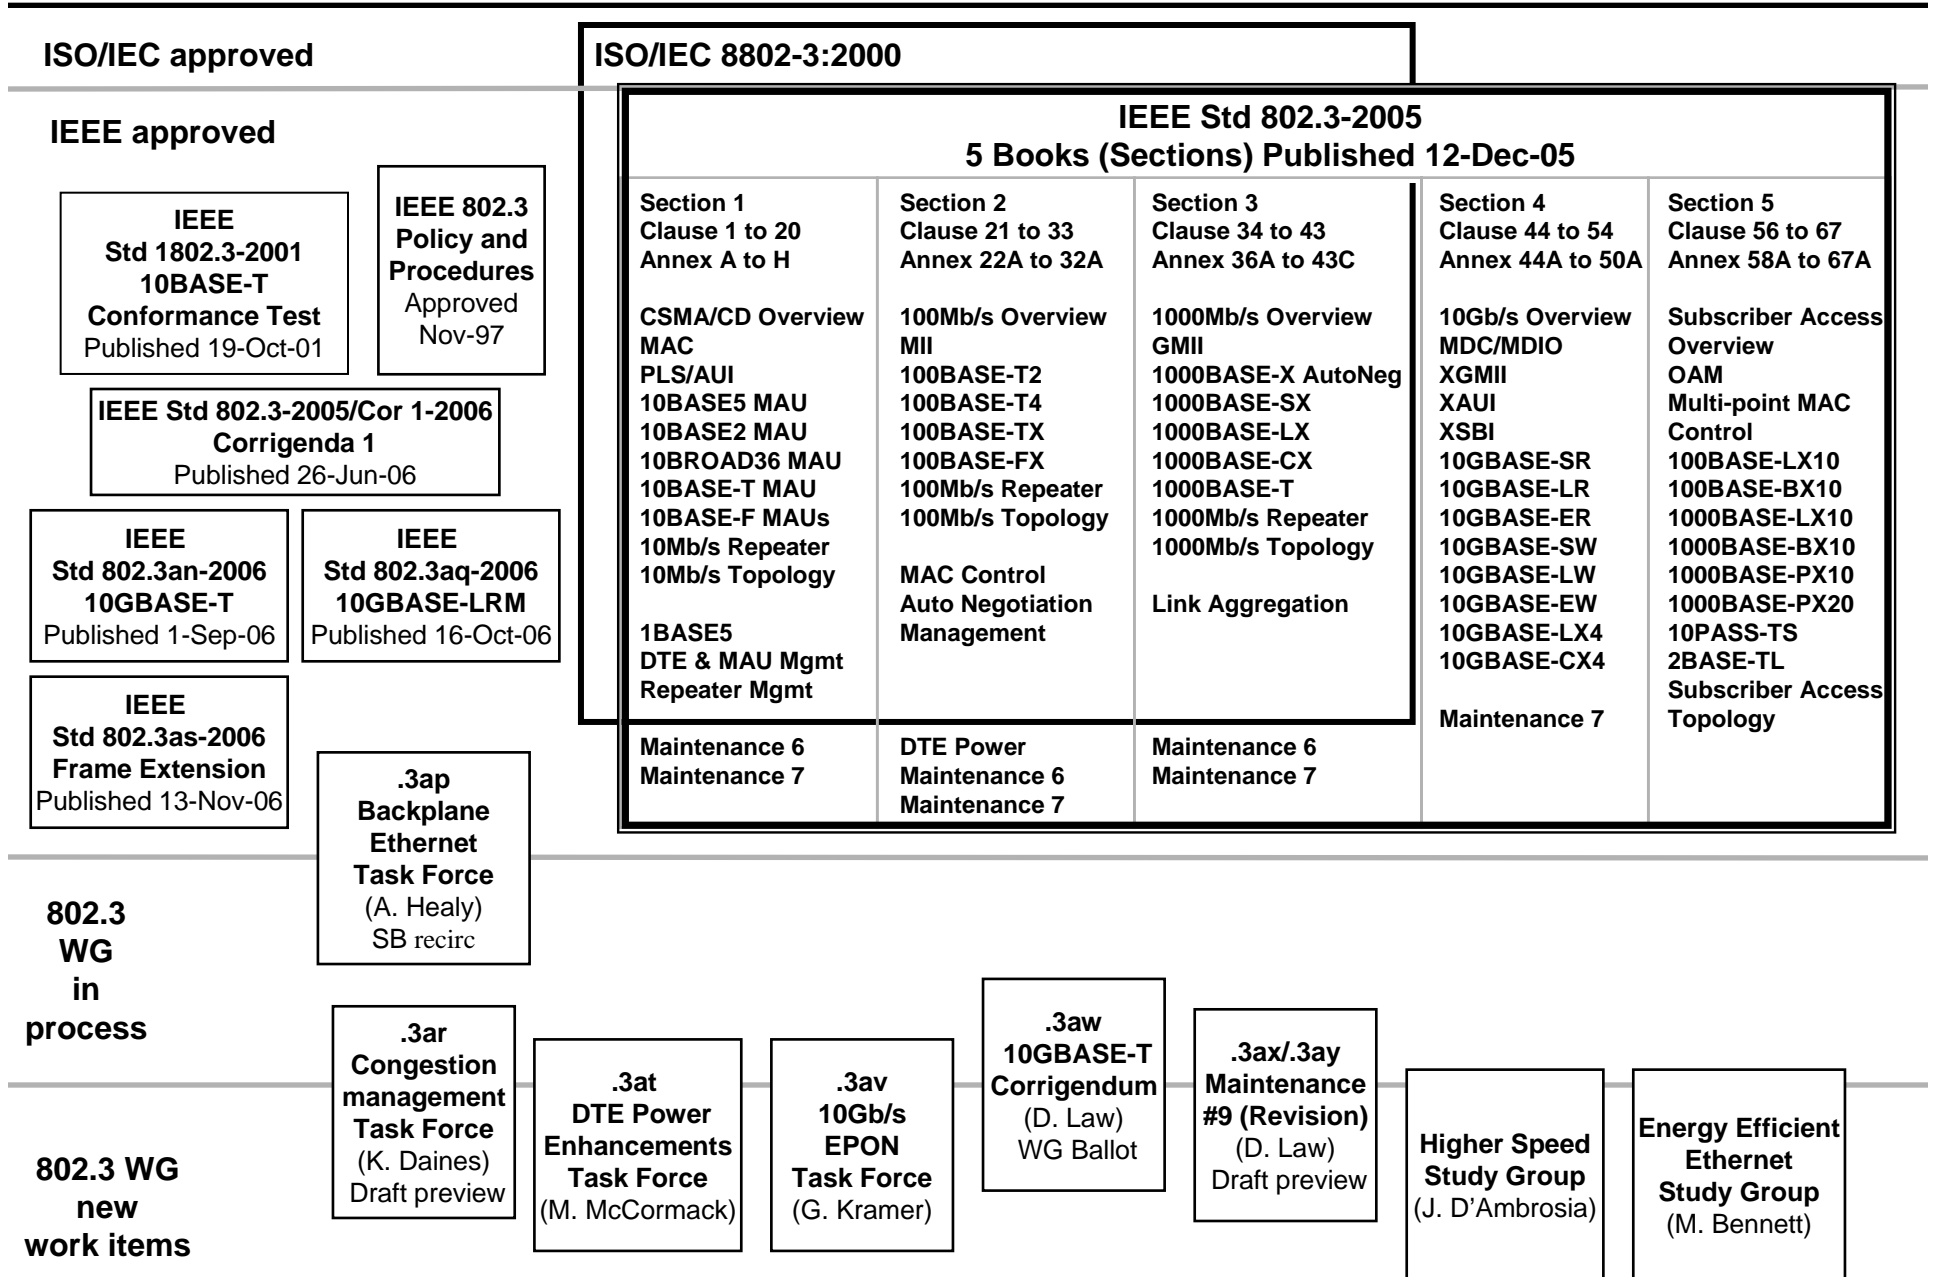 ISO/IEC approved
ISO/IEC 8802-3:2000
IEEE approved
IEEE Std 802.3-2005
5 Books (Sections) Published 12-Dec-05
IEEE
Std 1802.3-2001
10BASE-T
Conformance Test
Published 19-Oct-01
IEEE 802.3
Policy and
Procedures
Approved
Nov-97
IEEE Std 802.3-2005/Cor 1-2006
Corrigenda 1
Published 26-Jun-06
IEEE
Std 802.3an-2006
10GBASE-T
Published 1-Sep-06
IEEE
Std 802.3aq-2006
10GBASE-LRM
Published 16-Oct-06
IEEE
Std 802.3as-2006
Frame Extension
Published 13-Nov-06
Section 1
Clause 1 to 20
Annex A to H
CSMA/CD Overview
MAC
PLS/AUI
10BASE5 MAU
10BASE2 MAU
10BROAD36 MAU
10BASE-T MAU
10BASE-F MAUs
10Mb/s Repeater
10Mb/s Topology
1BASE5
DTE & MAU Mgmt
Repeater Mgmt
Maintenance 6
Maintenance 7
Section 2
Clause 21 to 33
Annex 22A to 32A
100Mb/s Overview
MII
100BASE-T2
100BASE-T4
100BASE-TX
100BASE-FX
100Mb/s Repeater
100Mb/s Topology
MAC Control
Auto Negotiation
Management
DTE Power
Maintenance 6
Maintenance 7
Section 3
Clause 34 to 43
Annex 36A to 43C
1000Mb/s Overview
GMII
1000BASE-X AutoNeg
1000BASE-SX
1000BASE-LX
1000BASE-CX
1000BASE-T
1000Mb/s Repeater
1000Mb/s Topology
Link Aggregation
Maintenance 6
Maintenance 7
Section 4
Clause 44 to 54
Annex 44A to 50A
10Gb/s Overview
MDC/MDIO
XGMII
XAUI
XSBI
10GBASE-SR
10GBASE-LR
10GBASE-ER
10GBASE-SW
10GBASE-LW
10GBASE-EW
10GBASE-LX4
10GBASE-CX4
Maintenance 7
Section 5
Clause 56 to 67
Annex 58A to 67A
Subscriber Access
Overview
OAM
Multi-point MAC
Control
100BASE-LX10
100BASE-BX10
1000BASE-LX10
1000BASE-BX10
1000BASE-PX10
1000BASE-PX20
10PASS-TS
2BASE-TL
Subscriber Access
Topology
.3ap
Backplane
Ethernet
Task Force
(A. Healy)
SB recirc
802.3
WG
in
process
.3ar
Congestion
management
Task Force
(K. Daines)
Draft preview
.3at
DTE Power
Enhancements
Task Force
(M. McCormack)
.3av
10Gb/s
EPON
Task Force
(G. Kramer)
.3aw
10GBASE-T
Corrigendum
(D. Law)
WG Ballot
.3ax/.3ay
Maintenance
#9 (Revision)
(D. Law)
Draft preview
Higher Speed
Study Group
(J. D’Ambrosia)
Energy Efficient
Ethernet
Study Group
(M. Bennett)
802.3 WG
new
work items